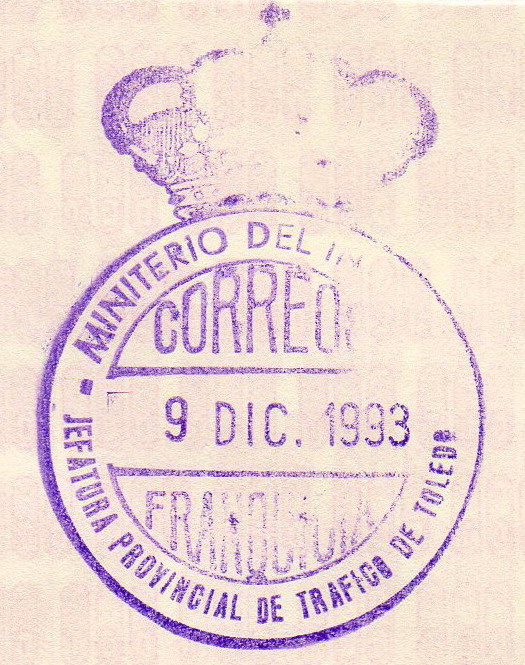 MINITERIO DEL IN
CORREO
9 DIC. 1993
FRANQUICIA
JEFATURA PROVINCIAL DE TRAFICO DE TOLEDO